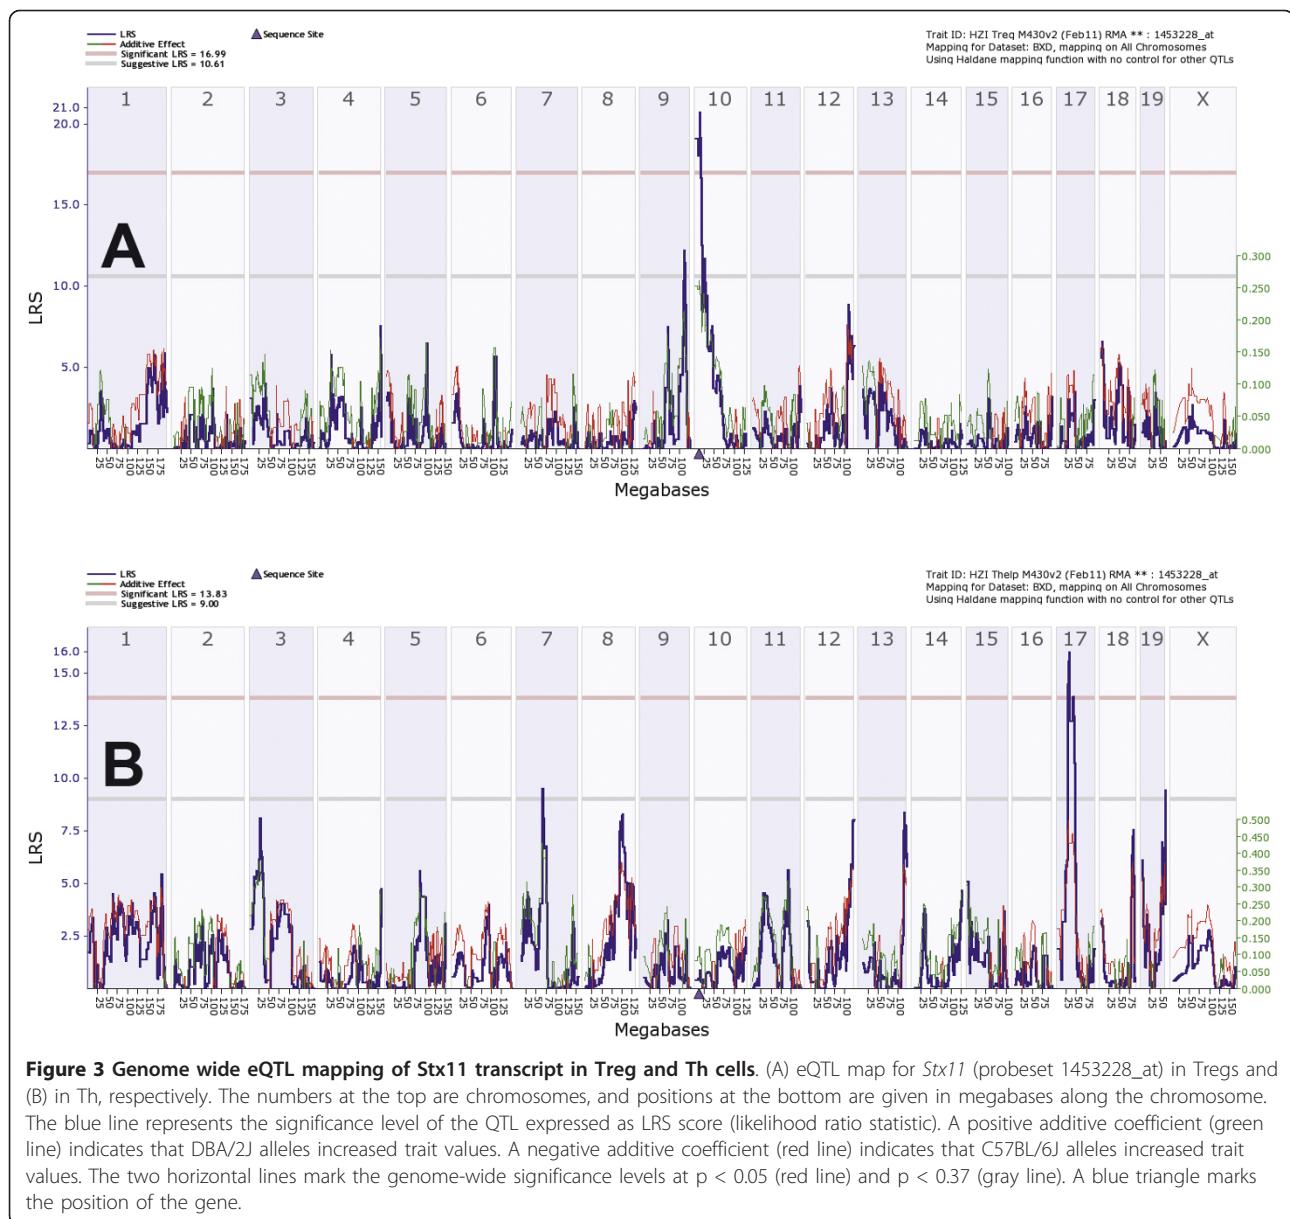 LRS
Additive Effect
Significant LRS = 16.99
Suggestive LRS = 10.61
Sequence Site
Trait ID: HZI Treq M430v2 (Feb11) RMA ** : 1453228_at
Mapping for Dataset: BXD, mapping on All Chromosomes
Using Haldane mapping function with no control for other QTLs
1 2 3 4 5 6 7 8 9 10 11 12 13 14 15 16 17 18 19 X
21.0
20.0
15.0
10.0
5.0
LRS
A
0.300
0.250
0.200
0.150
0.100
0.050
0.000
Megabases
LRS
Additive Effect
Significant LRS = 13.83
Suggestive LRS = 9.00
Sequence Site
Trait ID: HZI Thelp M430v2 (Feb11) RMA ** : 1453228_at
Mapping for Dataset: BXD, mapping on All Chromosomes
Using Haldane mapping function with no control for other QTLs
1 2 3 4 5 6 7 8 9 10 11 12 13 14 15 16 17 18 19 X
16.0
15.0
12.5
10.0
7.5
5.0
2.5
LRS
B
0.500
0.450
0.400
0.350
0.300
0.250
0.200
0.150
0.100
0.050
0.000
Megabases
Figure 3 Genome wide eQTL mapping of Stx11 transcript in Treg and Th cells. (A) eQTL map for Stx11 (probeset 1453228_at) in Tregs and
(B) in Th, respectively. The numbers at the top are chromosomes, and positions at the bottom are given in megabases along the chromosome.
The blue line represents the significance level of the QTL expressed as LRS score (likelihood ratio statistic). A positive additive coefficient (green
line) indicates that DBA/2J alleles increased trait values. A negative additive coefficient (red line) indicates that C57BL/6J alleles increased trait
values. The two horizontal lines mark the genome-wide significance levels at p < 0.05 (red line) and p < 0.37 (gray line). A blue triangle marks
the position of the gene.